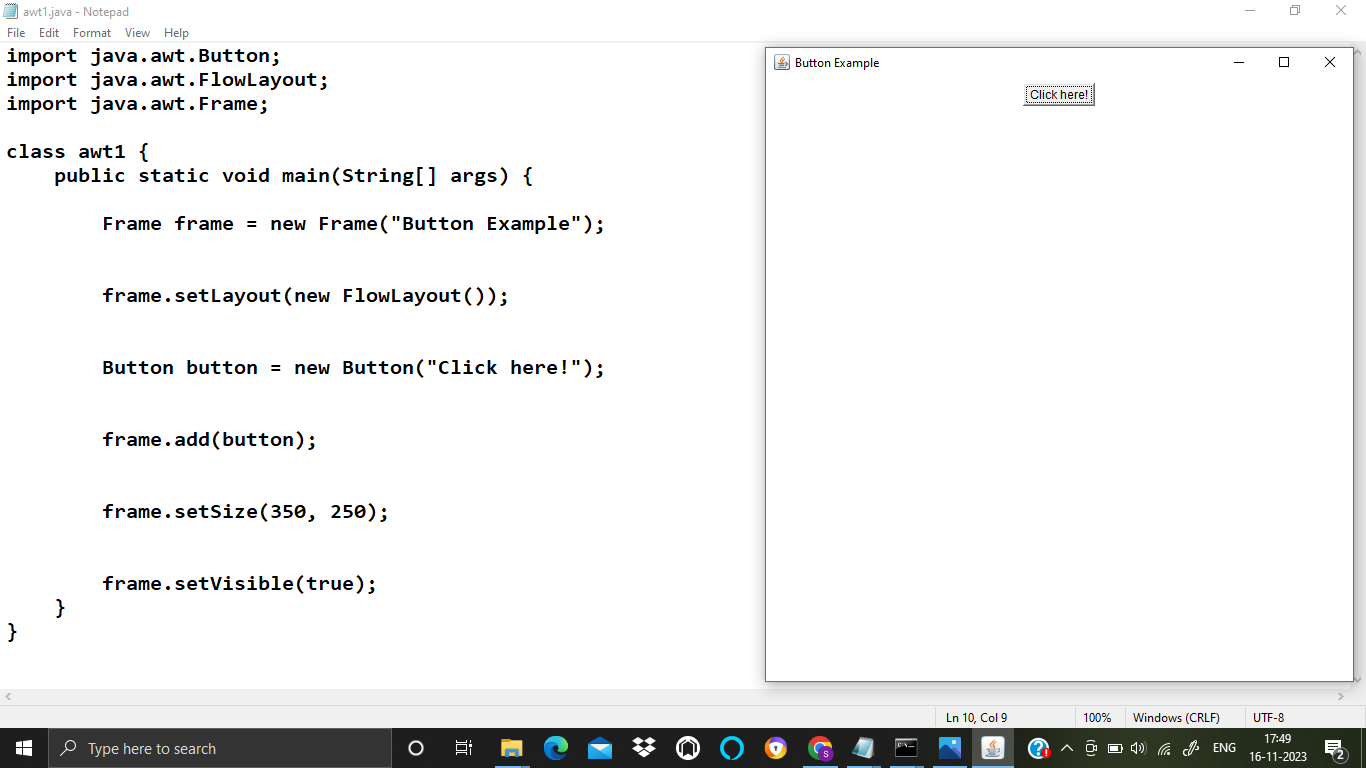 awt1.java - Notepad
File Edit Format View Help
import java.awt.Button;
import java.awt.FlowLayout;
import java.awt.Frame;
class awt1 {
public static void main(String[] args) {
Frame frame = new Frame("Button Example");
frame.setLayout(new FlowLayout());
Button button = new Button("Click here!");
frame.add(button);
frame.setSize(350, 250);
frame.setVisible(true);
}
}
Button Example
Click here!
Ln 10, Col 9 100% Windows (CRLF) UTF-8
Type here to search
S
ENG
17:49
16-11-2023
2